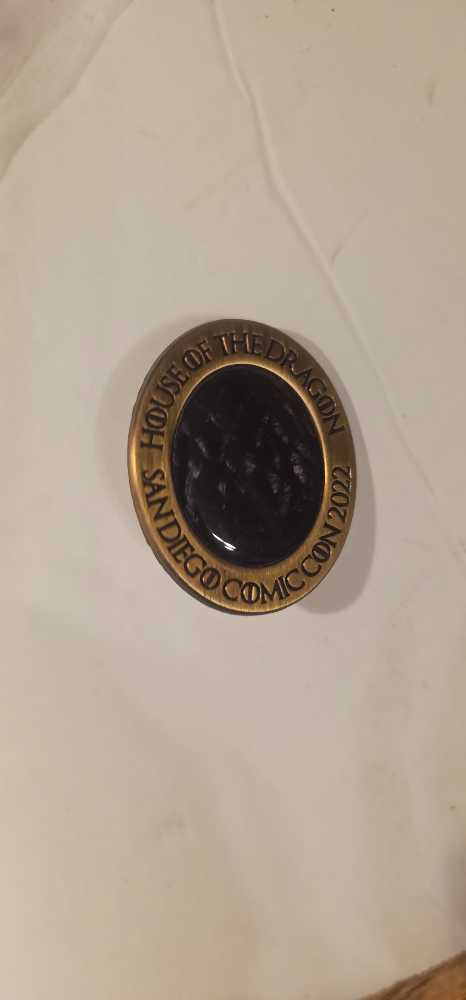 HOUSE OF THE DRAGON
SAN DIEGO COMIC CON 2022